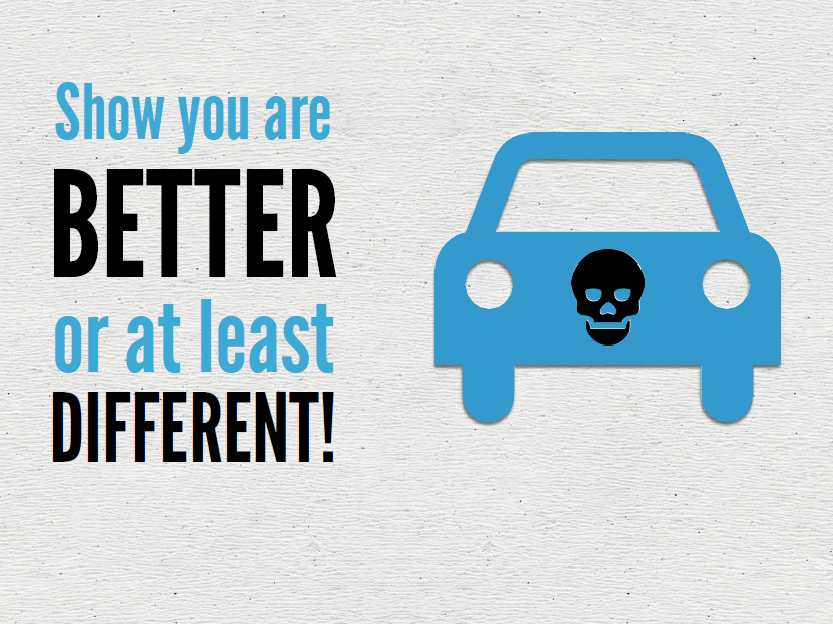 Show you are
BETTER
or at least
DIFFERENT!